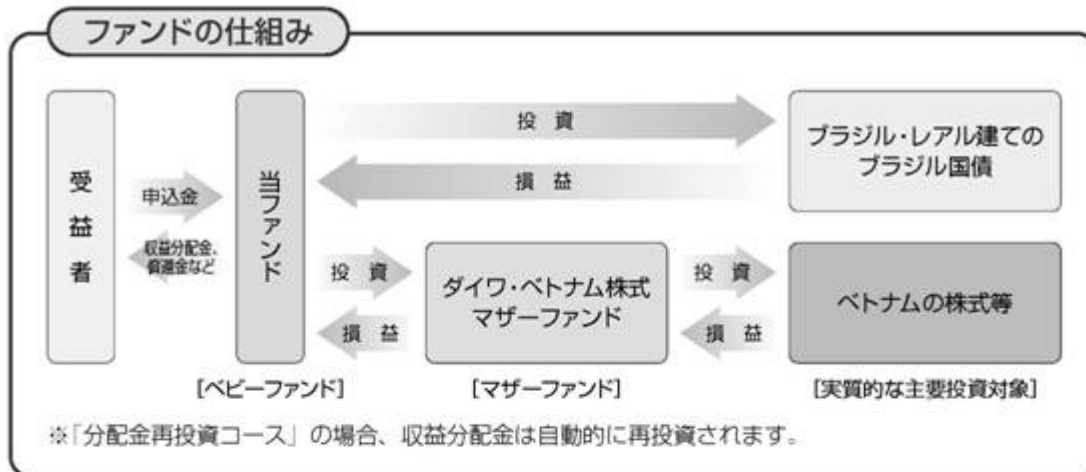 ファンドの仕組み
受益者
申込金
収益分配金、
償還金など
当ファンド
投資
損益
ブラジル・レアル建ての
ブラジル国債
投資
損益
ダイワ・ベトナム株式
マザーファンド
投資
損益
ベトナムの株式等
[ベビーファンド]
[マザーファンド]
[実質的な主要投資対象]
※「分配金再投資コース」の場合、収益分配金は自動的に再投資されます。